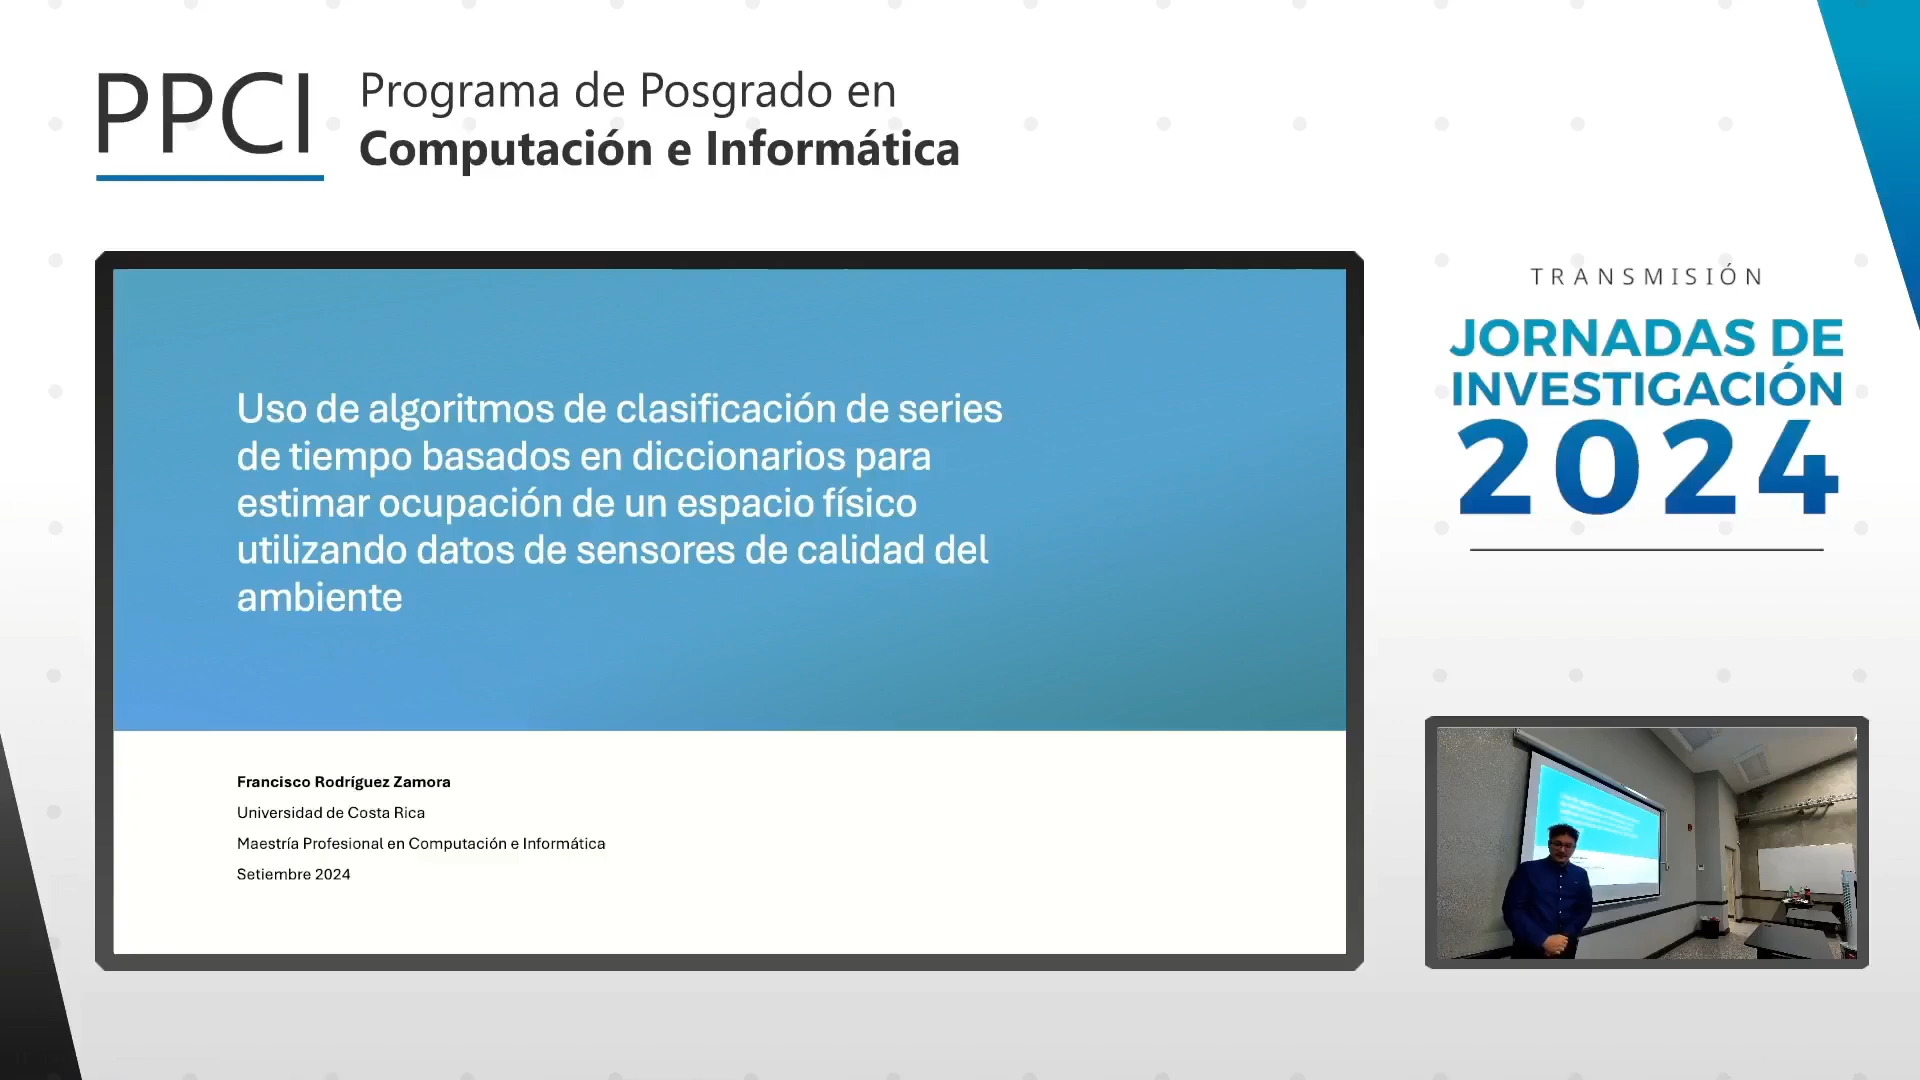 PPCI
Programa de Posgrado en
Computación e Informática
TRANSMISIÓN
JORNADAS DE
INVESTIGACIÓN
2024
Uso de algoritmos de clasificación de series
de tiempo basados en diccionarios para
estimar ocupación de un espacio físico
utilizando datos de sensores de calidad del
ambiente
Francisco Rodríguez Zamora
Universidad de Costa Rica
Maestría Profesional en Computación e Informática
Setiembre 2024